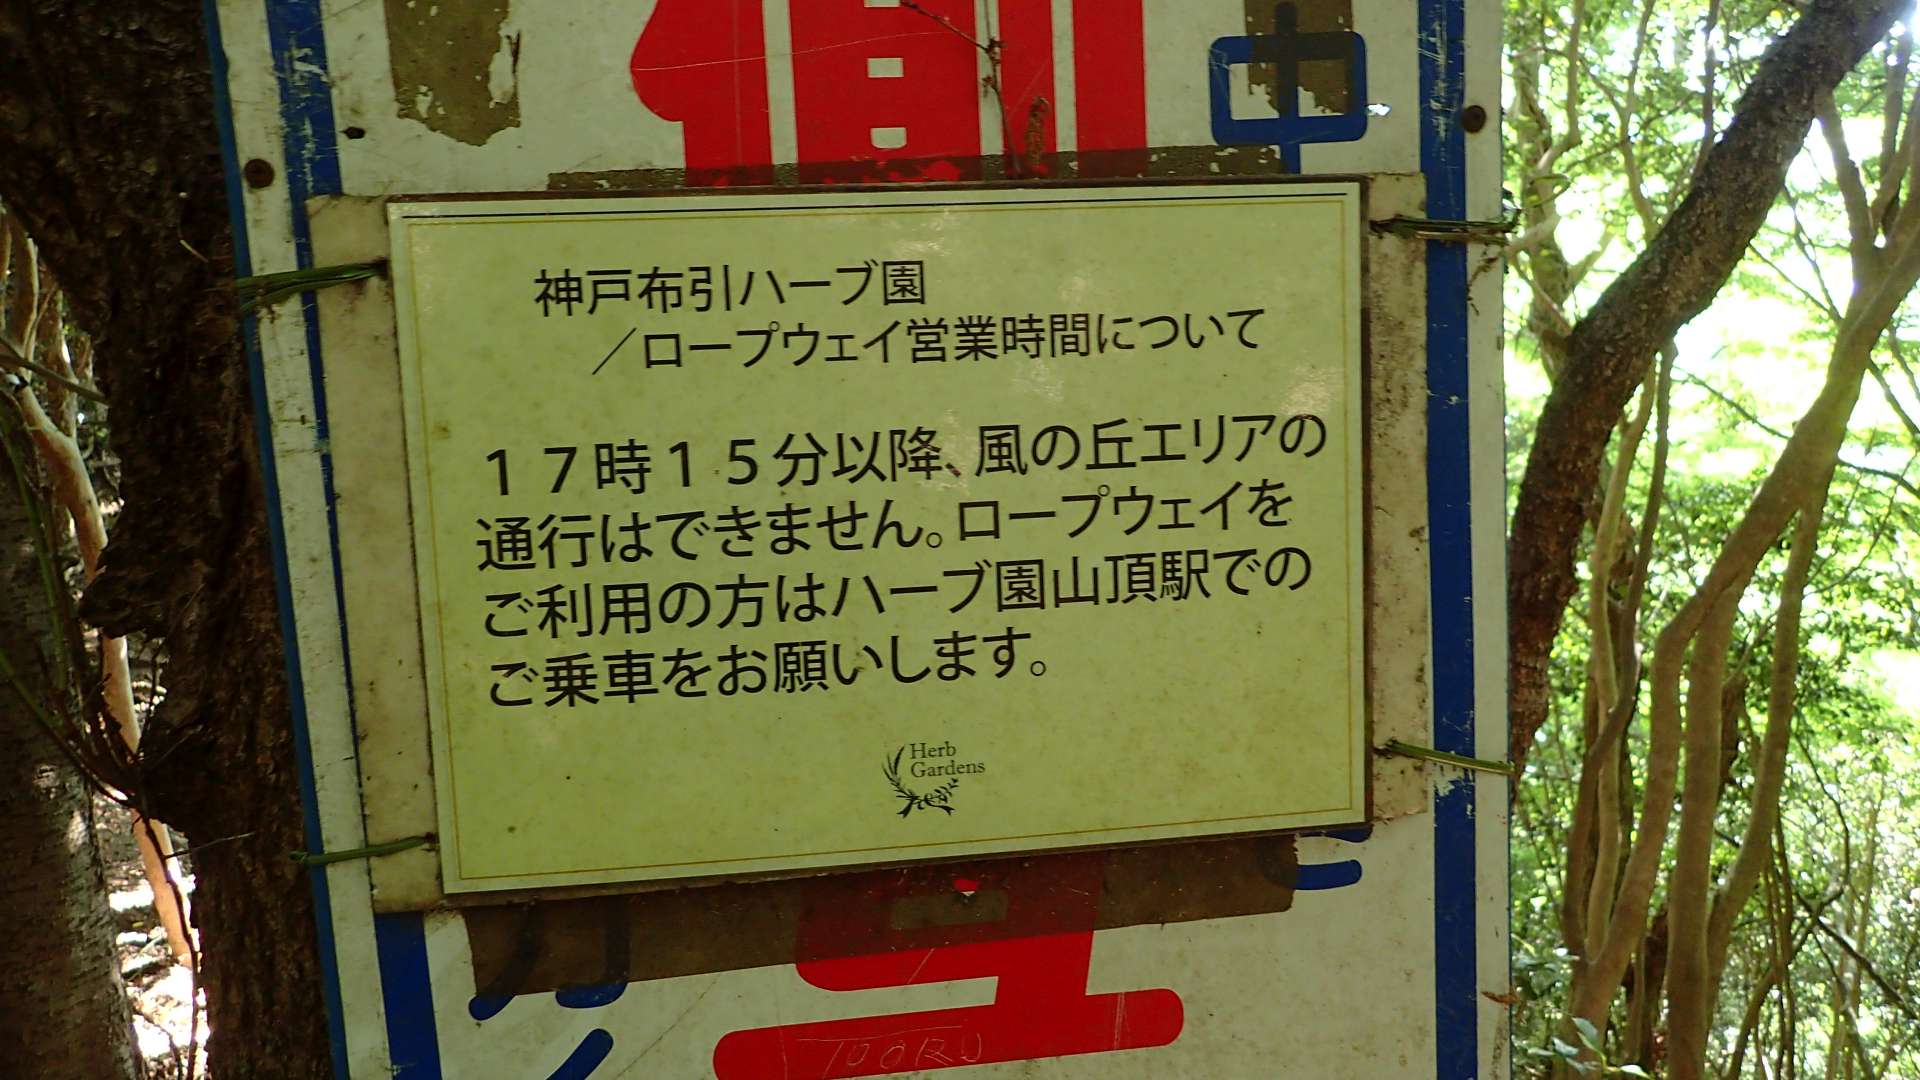 中
神戸布引ハーブ園
／ロープウェイ営業時間について
１７時１５分以降、風の丘エリアの
通行はできません。ロープウェイを
ご利用の方はハーブ園山頂駅での
ご乗車をお願いします。
Herb
Gardens